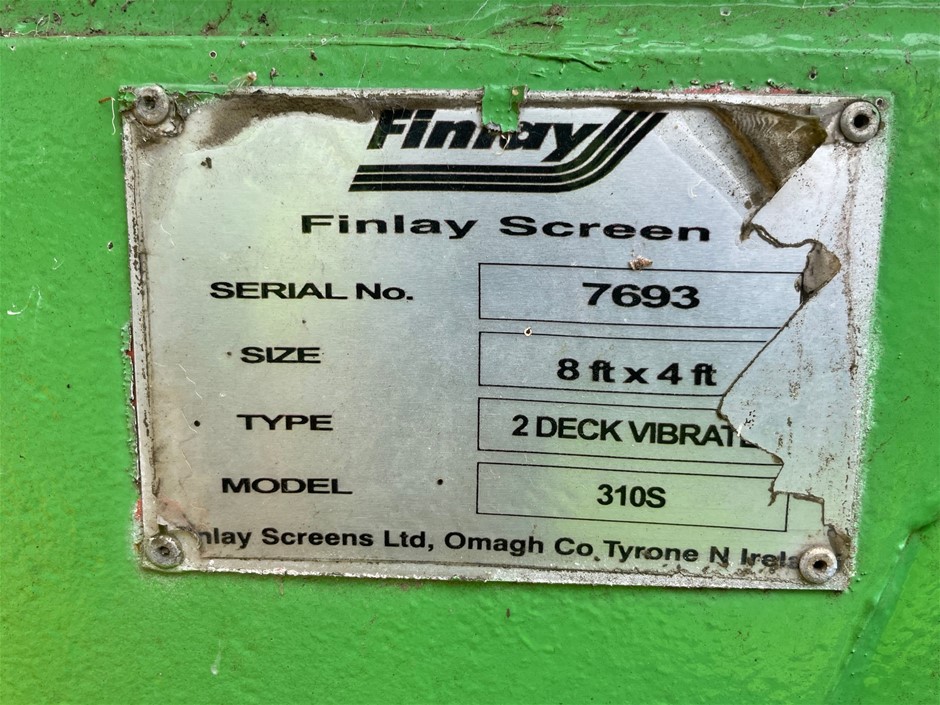 Finlay
Finlay Screen
SERIAL No. 7693
SIZE 8 ft x 4 ft
TYPE 2 DECK VIBRATE
MODEL 310S
nlay Screens Ltd, Omagh Co. Tyrone N Irela